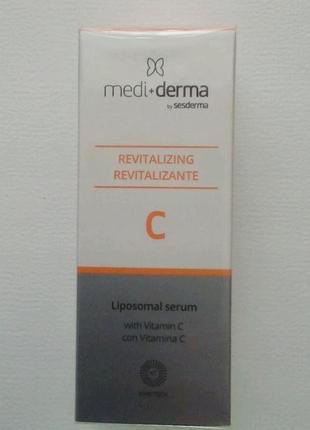 medi+derma
by sesderma
REVITALIZING
REVITALIZANTE
C
Liposomal serum
with Vitamin C
con Vitamina C